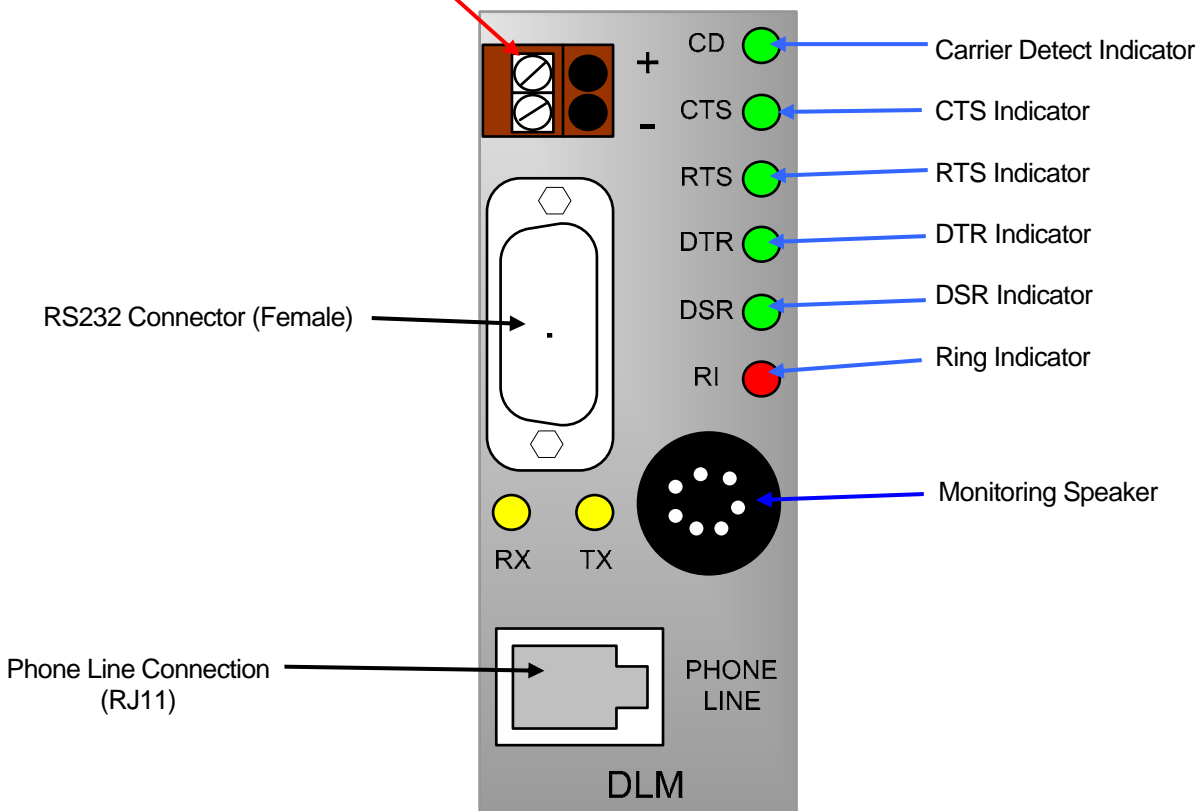 CD
+
-
CTS
RTS
DTR
DSR
RI
Carrier Detect Indicator
CTS Indicator
RTS Indicator
DTR Indicator
DSR Indicator
Ring Indicator
RS232 Connector (Female)
Monitoring Speaker
RX TX
Phone Line Connection
(RJ11)
PHONE
LINE
DLM